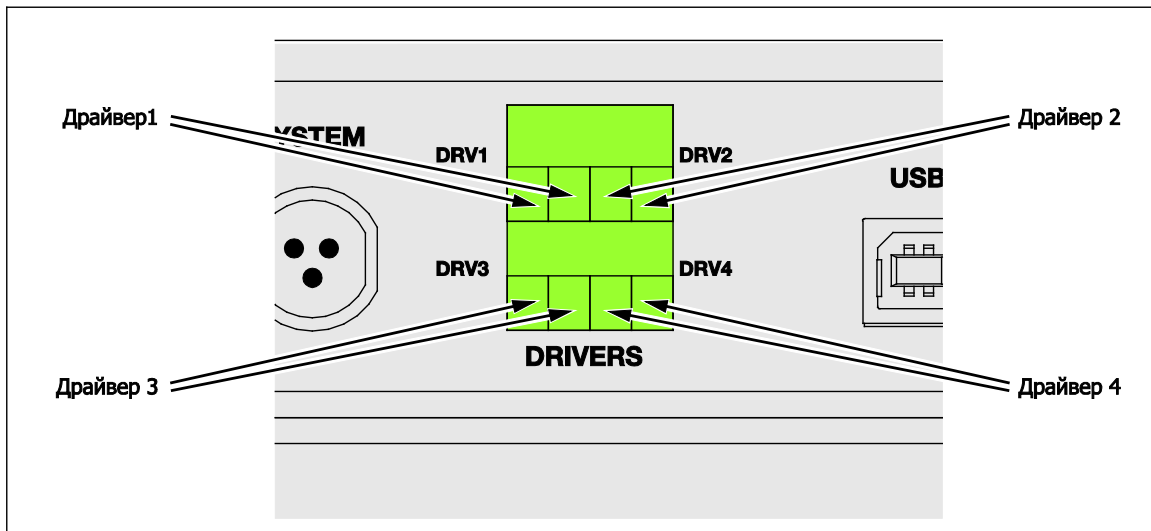 Драйвер1
YSTEM
Драйвер 2
DRV1
DRV2
USB
DRV3
DRV4
DRIVERS
Драйвер 3
Драйвер 4